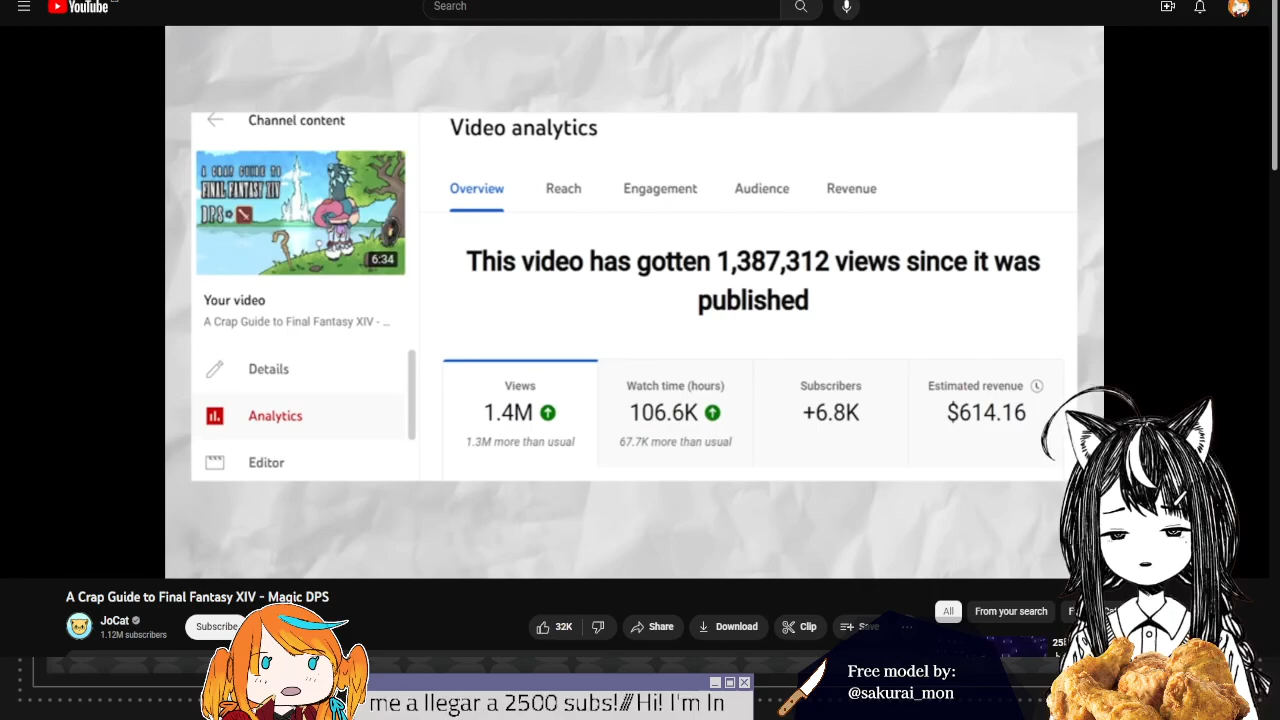 YouTube
Search
Channel content
Video analytics
A CRAP GUIDE TO
FINAL FANTASY XIV
DPS
6:34
Overview
Reach
Engagement
Audience
Revenue
This video has gotten 1,387,312 views since it was
published
Your video
A Crap Guide to Final Fantasy XIV - ...
Details
Analytics
Editor
Views
1.4M
1.3M more than usual
Watch time (hours)
106.6K
67.7K more than usual
Subscribers
+6.8K
Estimated revenue
$614.16
A Crap Guide to Final Fantasy XIV - Magic DPS
JoCat
1.12M subscribers
Subscribe
32K
Share
Download
Clip
Save
All
From your search
me a llegar a 2500 subs!//Hi! I'm In
Free model by:
@sakurai_mon